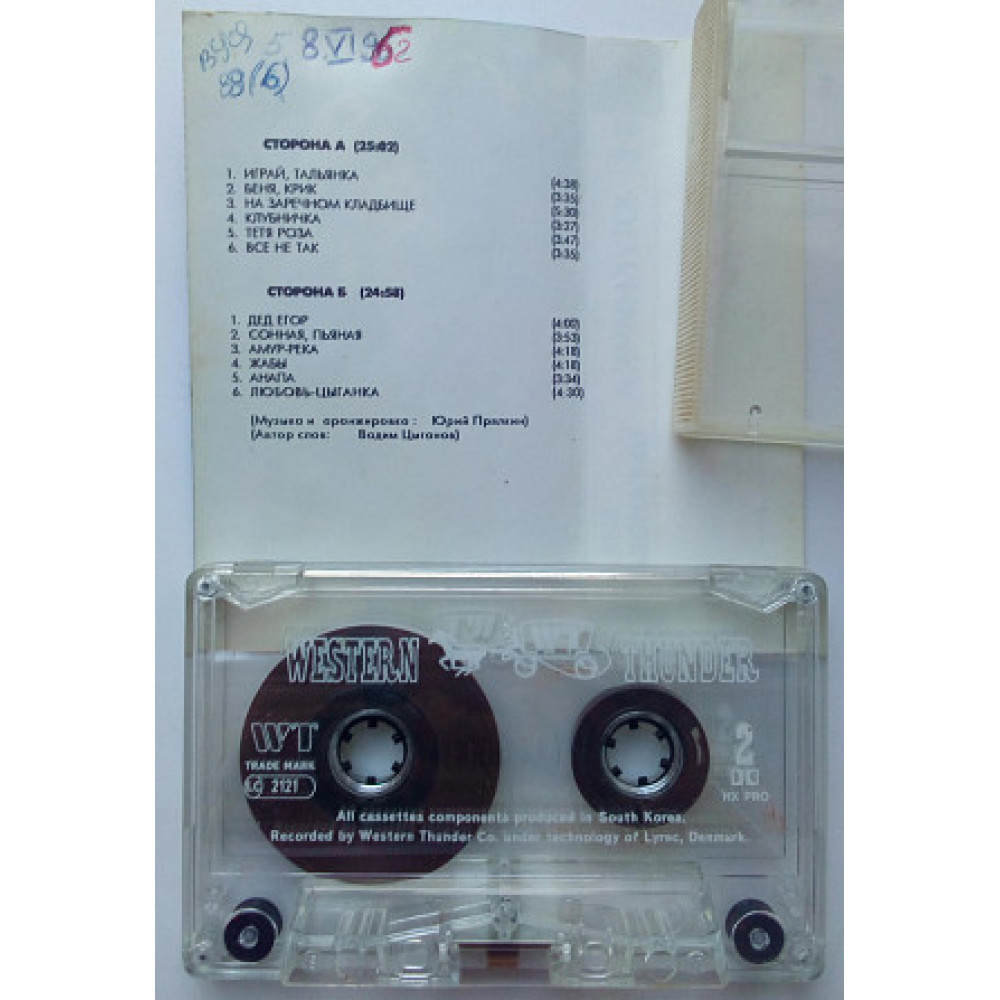 8 VI 96
СТОРОНА А (25:02)
1. ИГРАЙ, ТАЛЬЯНКА (4:38)
2. БЕНЯ, КРИК (3:35)
3. НА ЗАРЕЧНОМ КЛАДБИЩЕ (5:30)
4. КЛУБНИЧКА (3:37)
5. ТЕТЯ РОЗА (3:47)
6. ВСЕ НЕ ТАК (3:35)
СТОРОНА Б (24:58)
1. ДЕД ЕГОР (4:00)
2. СОННАЯ, ПЬЯНАЯ (3:53)
3. АМУР-РЕКА (4:18)
4. ЖАБЫ (4:18)
5. АНАПА (3:34)
6. ЛЮБОВЬ-ЦЫГАНКА (4:30)
(Музыка и аронжировка : Юрий Прялкин)
(Автор слов: Вадим Цыганов)
WESTERN WT THUNDER
WT
TRADE MARK
LC 2121
2
HX PRO
All cassettes components produced in South Korea.
Recorded by Western Thunder Co. under technology of Lyrec, Denmark.